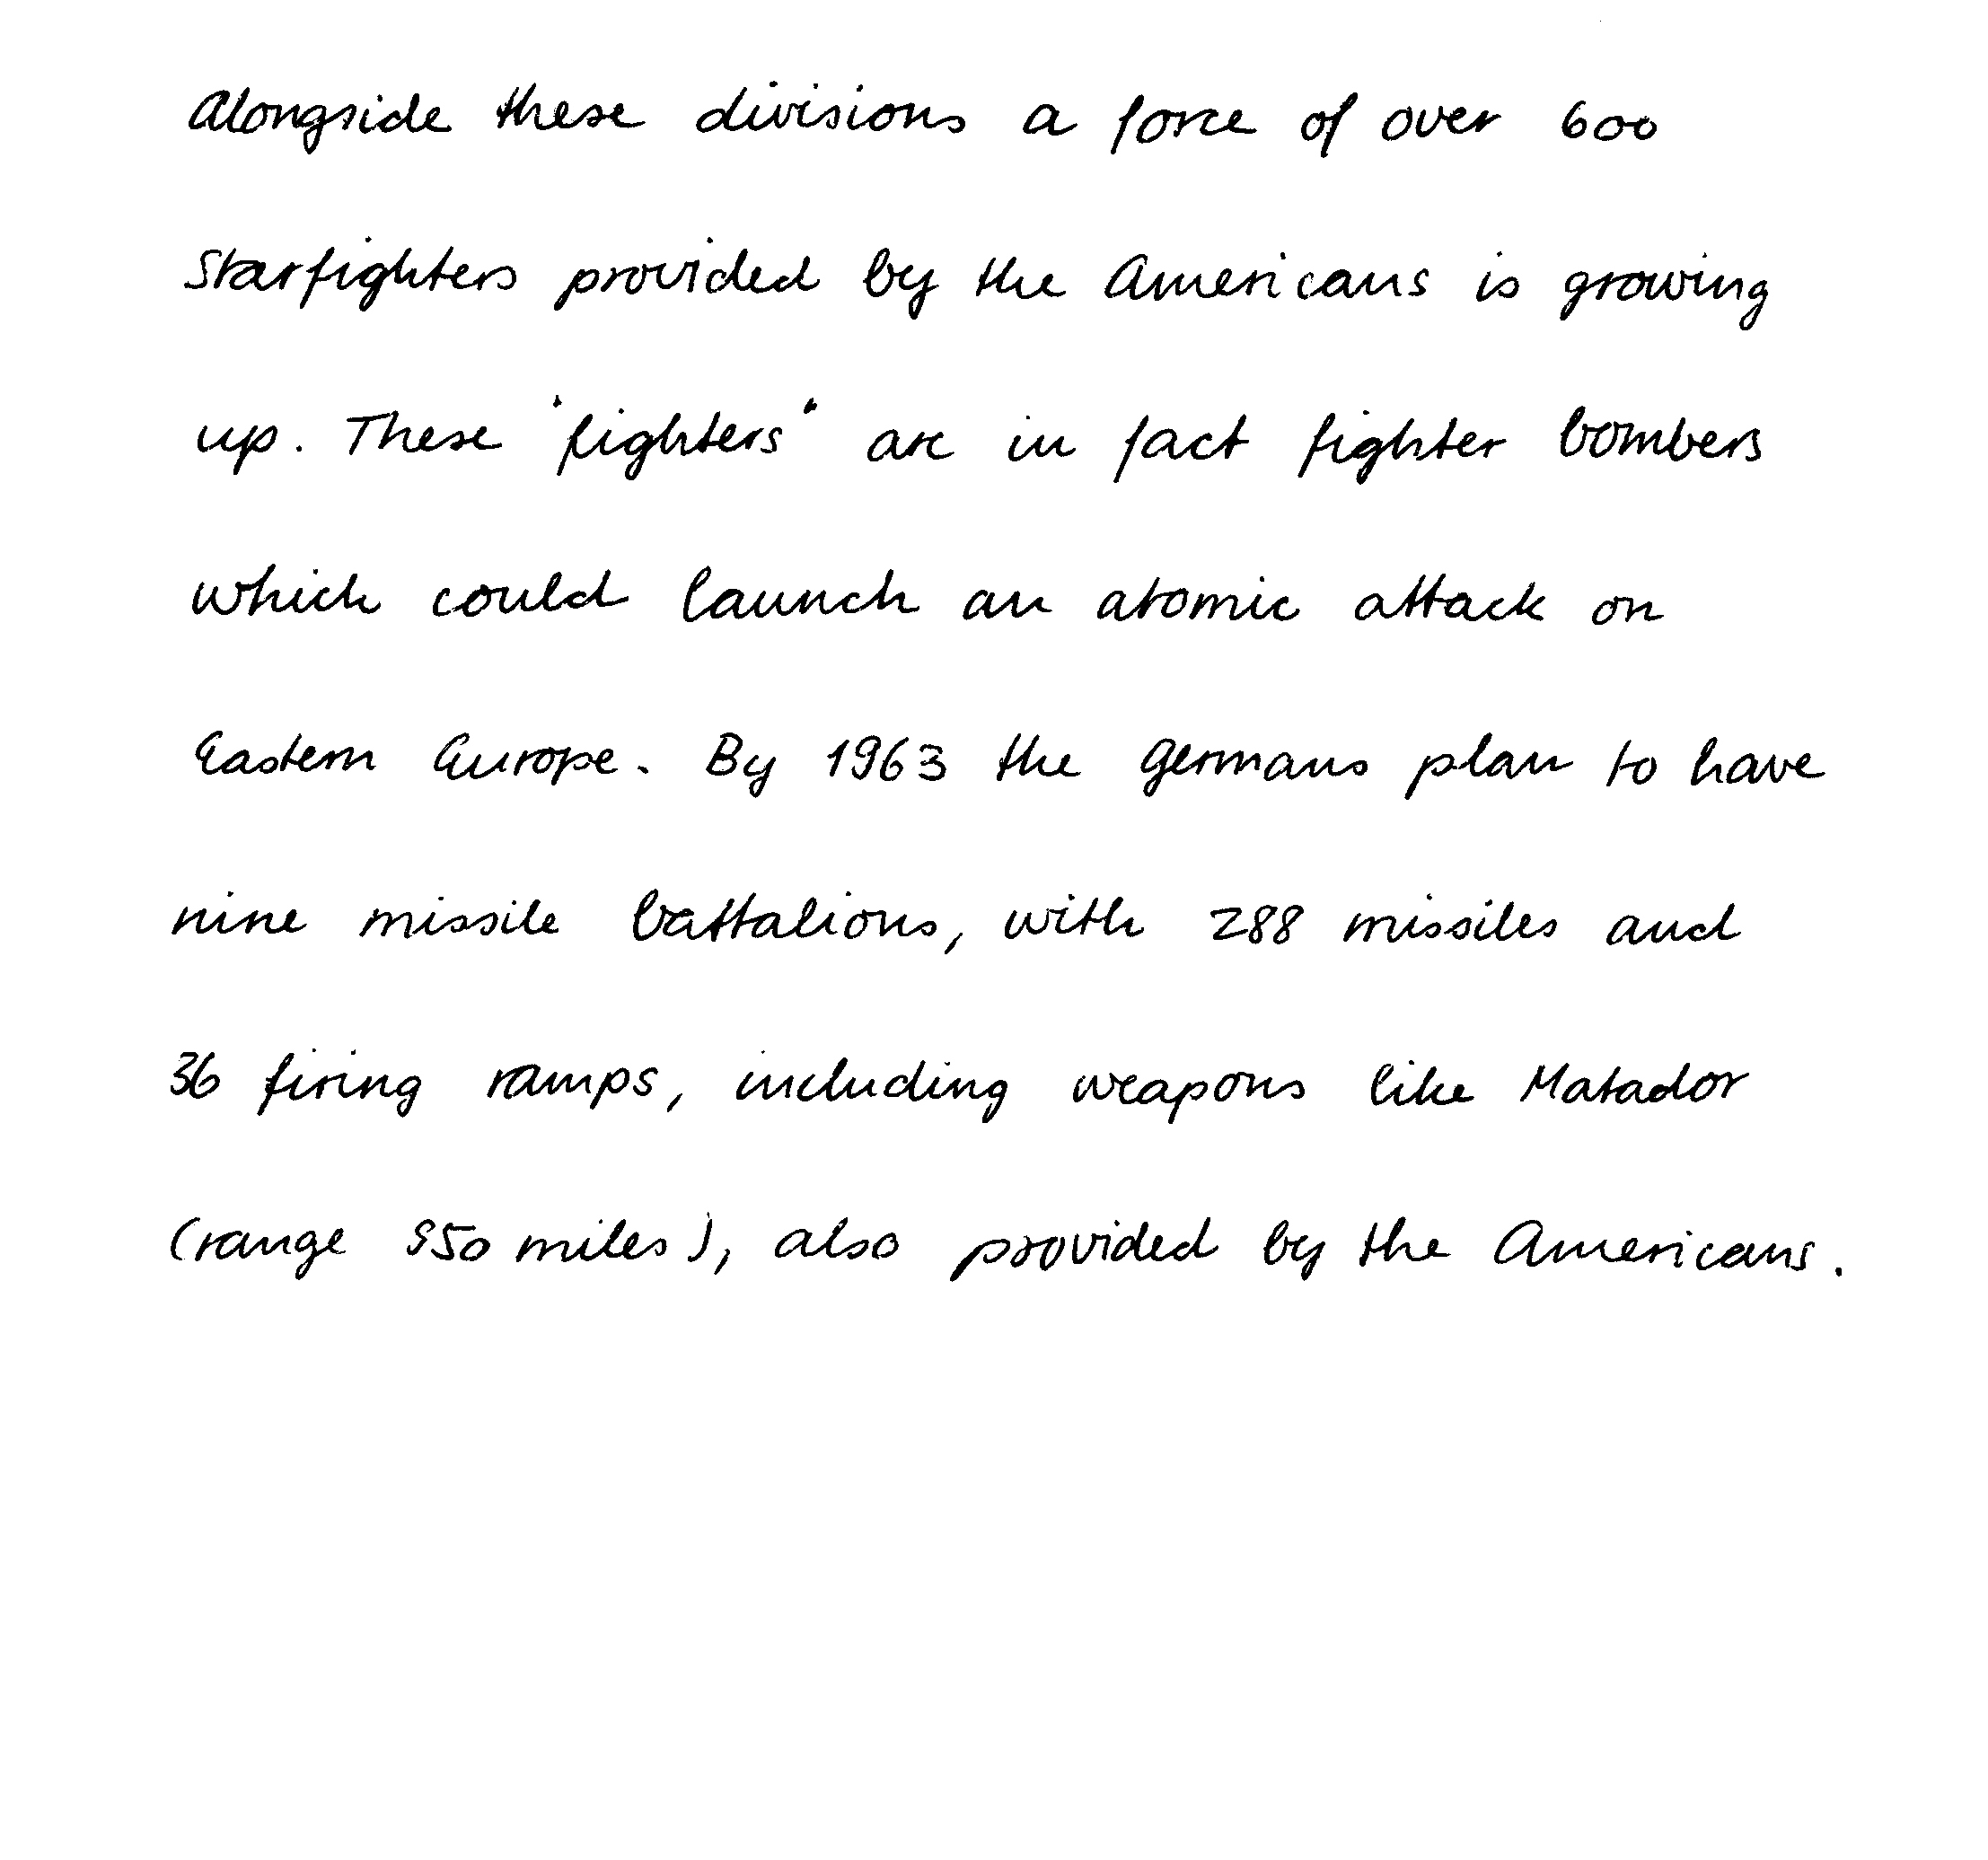 Alongside these divisions a force of over 600
Starfighters provided by the Americans is growing
up. These "fighters" are in fact fighter bombers
which could launch an atomic attack on
Eastern Europe. By 1963 the Germans plan to have
nine missile battalions, with 288 missiles and
36 firing ramps, including weapons like Matador
(range 550 miles), also provided by the Americans.